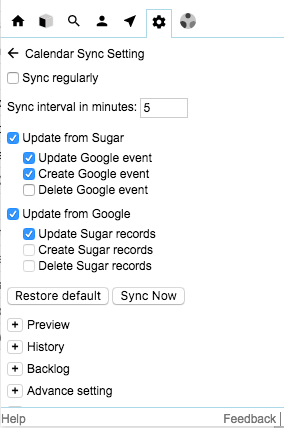 Calendar Sync Setting
Sync regularly
Sync interval in minutes: 5
Update from Sugar
Update Google event
Create Google event
Delete Google event
Update from Google
Update Sugar records
Create Sugar records
Delete Sugar records
Restore default Sync Now
+ Preview
+ History
+ Backlog
+ Advance setting
Help Feedback